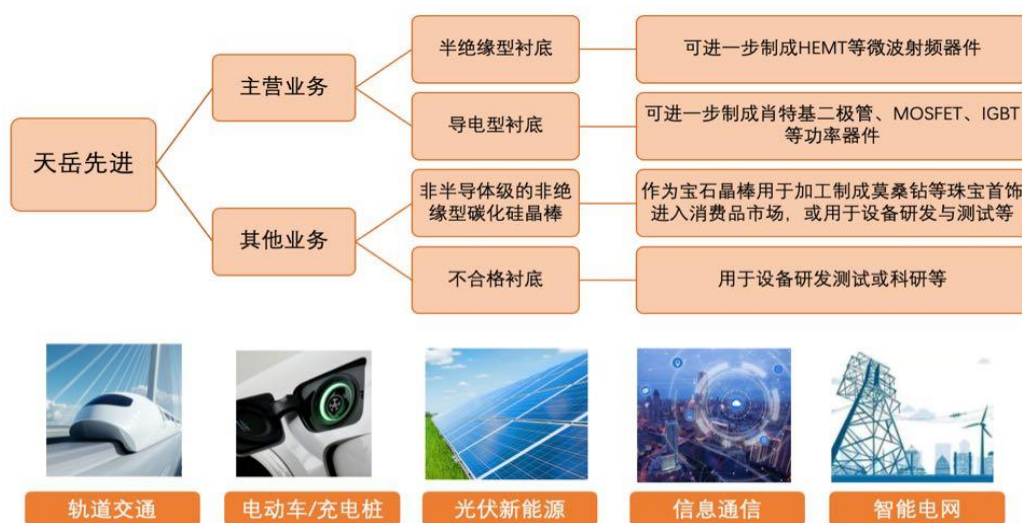 天岳先进
主营业务
半绝缘型衬底
可进一步制成HEMT等微波射频器件
导电型衬底
可进一步制成肖特基二极管、MOSFET、IGBT
等功率器件
其他业务
非半导体级的非绝
缘型碳化硅晶棒
作为宝石晶棒用于加工制成莫桑钻等珠宝首饰
进入消费品市场，或用于设备研发与测试等
不合格衬底
用于设备研发测试或科研等
轨道交通
电动车/充电桩
光伏新能源
信息通信
智能电网